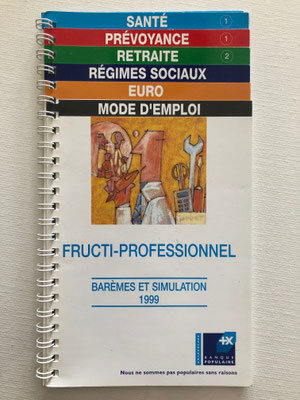 SANTÉ 1
PRÉVOYANCE 1
RETRAITE 2
RÉGIMES SOCIAUX
EURO
MODE D'EMPLOI
FRUCTI-PROFESSIONNEL
BARÈMES ET SIMULATION
1999
BANQUE
POPULAIRE
Nous ne sommes pas populaires sans raisons